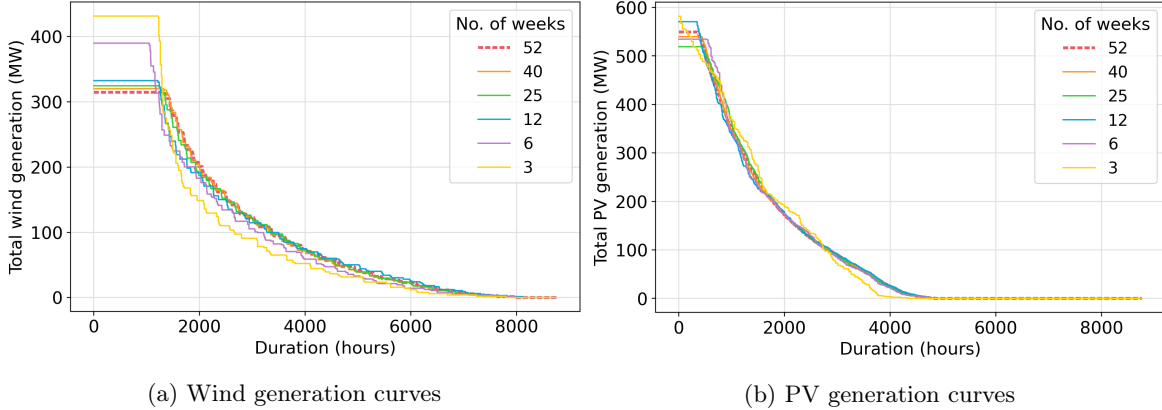 Total wind generation (MW)
400
300
200
100
0
No. of weeks
52
40
25
12
6
3
0 2000 4000 6000 8000
Duration (hours)
(a) Wind generation curves
Total PV generation (MW)
600
500
400
300
200
100
0
No. of weeks
52
40
25
12
6
3
0 2000 4000 6000 8000
Duration (hours)
(b) PV generation curves